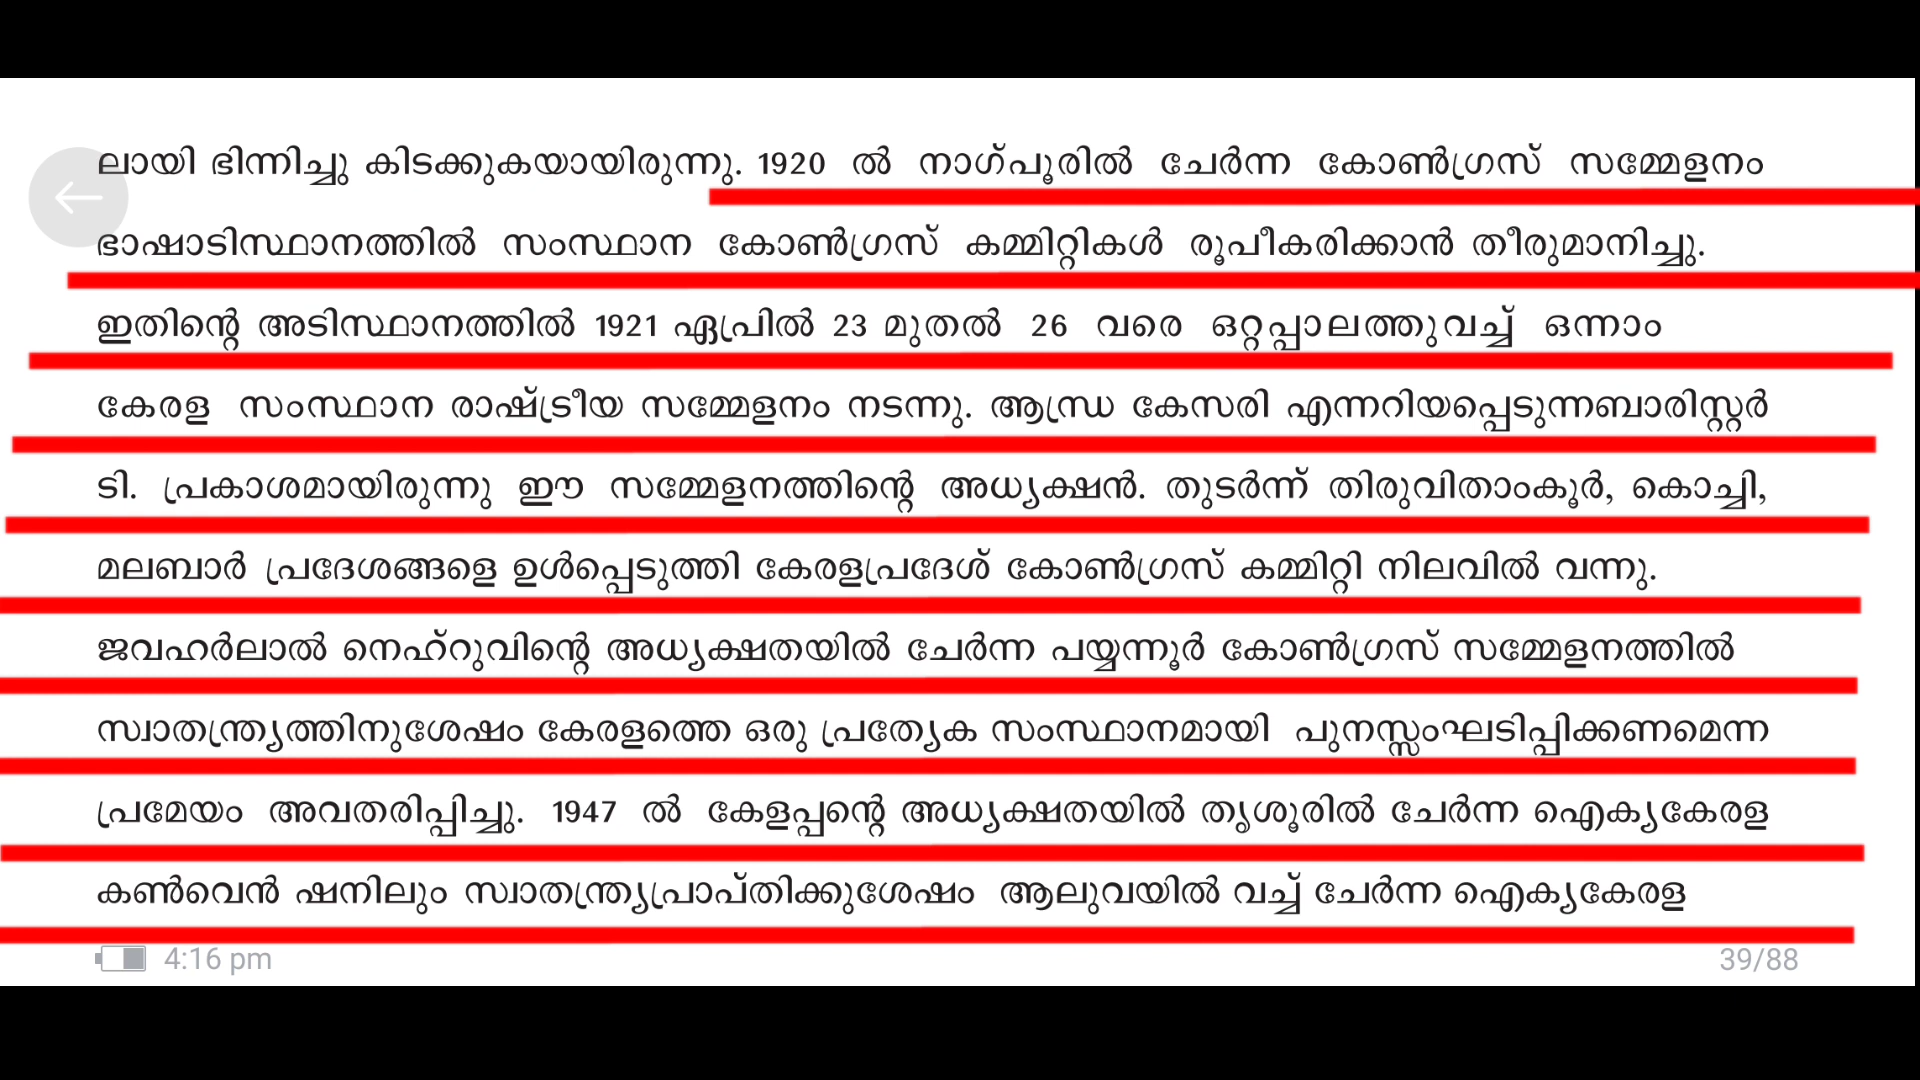 ലായി ഭിന്നിച്ചു കിടക്കുകയായിരുന്നു. 1920 ൽ നാഗ്പൂരിൽ ചേർന്ന കോൺഗ്രസ് സമ്മേളനം
ഭാഷാടിസ്ഥാനത്തിൽ സംസ്ഥാന കോൺഗ്രസ് കമ്മിറ്റികൾ രൂപീകരിക്കാൻ തീരുമാനിച്ചു.
ഇതിന്റെ അടിസ്ഥാനത്തിൽ 1921 ഏപ്രിൽ 23 മുതൽ 26 വരെ ഒറ്റപ്പാലത്തുവച്ച് ഒന്നാം
കേരള സംസ്ഥാന രാഷ്ട്രീയ സമ്മേളനം നടന്നു. ആന്ധ്ര കേസരി എന്നറിയപ്പെടുന്നബാരിസ്റ്റർ
ടി. പ്രകാശമായിരുന്നു ഈ സമ്മേളനത്തിന്റെ അധ്യക്ഷൻ. തുടർന്ന് തിരുവിതാംകൂർ, കൊച്ചി,
മലബാർ പ്രദേശങ്ങളെ ഉൾപ്പെടുത്തി കേരളപ്രദേശ് കോൺഗ്രസ് കമ്മിറ്റി നിലവിൽ വന്നു.
ജവഹർലാൽ നെഹ്റുവിന്റെ അധ്യക്ഷതയിൽ ചേർന്ന പയ്യന്നൂർ കോൺഗ്രസ് സമ്മേളനത്തിൽ
സ്വാതന്ത്ര്യത്തിനുശേഷം കേരളത്തെ ഒരു പ്രത്യേക സംസ്ഥാനമായി പുനസ്സംഘടിപ്പിക്കണമെന്ന
പ്രമേയം അവതരിപ്പിച്ചു. 1947 ൽ കേളപ്പന്റെ അധ്യക്ഷതയിൽ തൃശൂരിൽ ചേർന്ന ഐക്യകേരള
കൺവെൻ ഷനിലും സ്വാതന്ത്ര്യപ്രാപ്തിക്കുശേഷം ആലുവയിൽ വച്ച് ചേർന്ന ഐക്യകേരള
4:16 pm 39/88